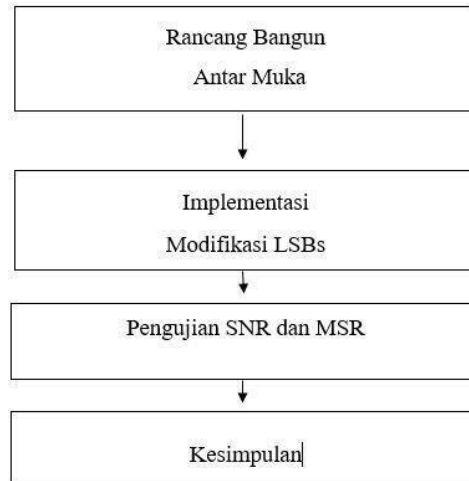 Rancang Bangun
Antar Muka
Implementasi
Modifikasi LSBs
Pengujian SNR dan MSR
Kesimpulan